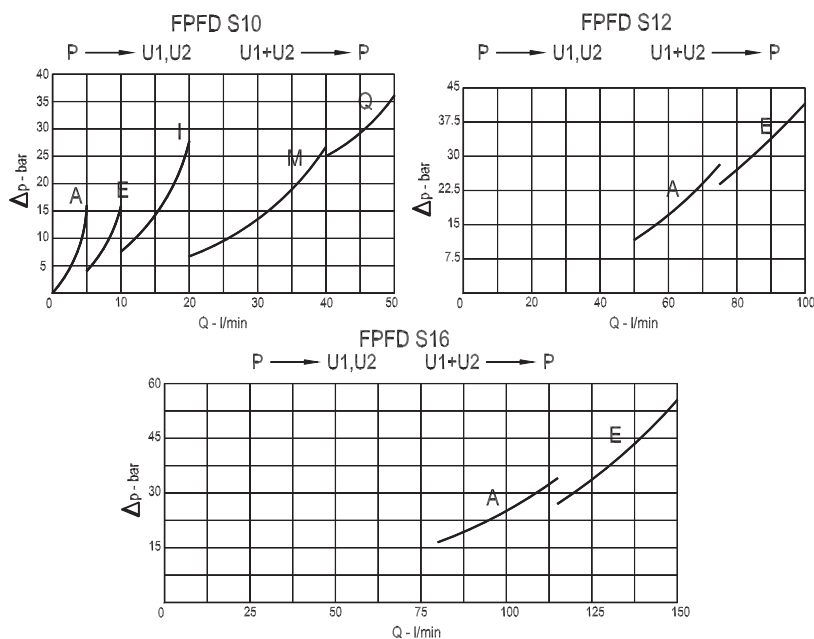 FPFD S10
P → U1,U2 U1+U2 → P
40
35
30
25
20
15
10
5
Δp - bar
A
E
I
M
Q
0 10 20 30 40 50
Q - l/min
FPFD S12
P → U1,U2 U1+U2 → P
45
37.5
30
22.5
15
7.5
Δp - bar
A
E
0 10 20 30 40 60 80 100
Q - l/min
FPFD S16
P → U1,U2 U1+U2 → P
60
45
30
15
Δp - bar
A
E
0 25 50 75 100 125 150
Q - l/min